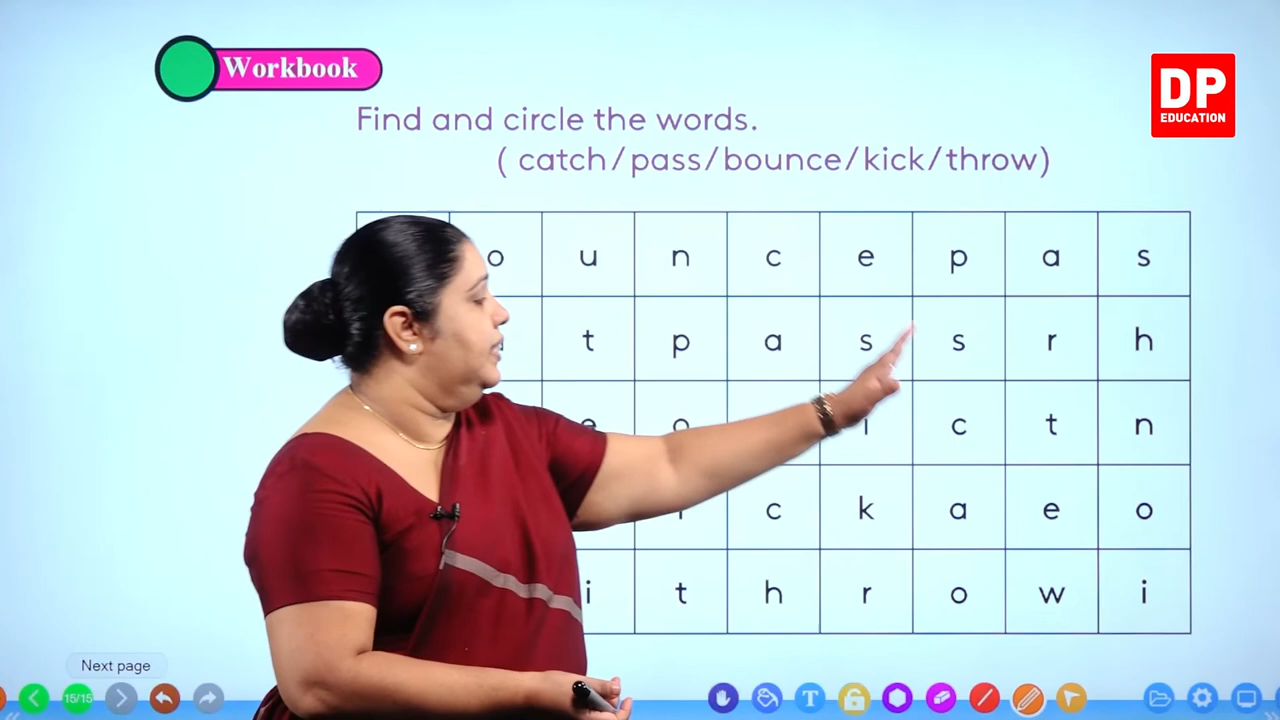 Workbook
DP
EDUCATION
Find and circle the words.
( catch/pass/bounce/kick/throw)
o u n c e p a s
t p a s s r h
c t n
c k a e o
i t h r o w i
Next page
15/15
T